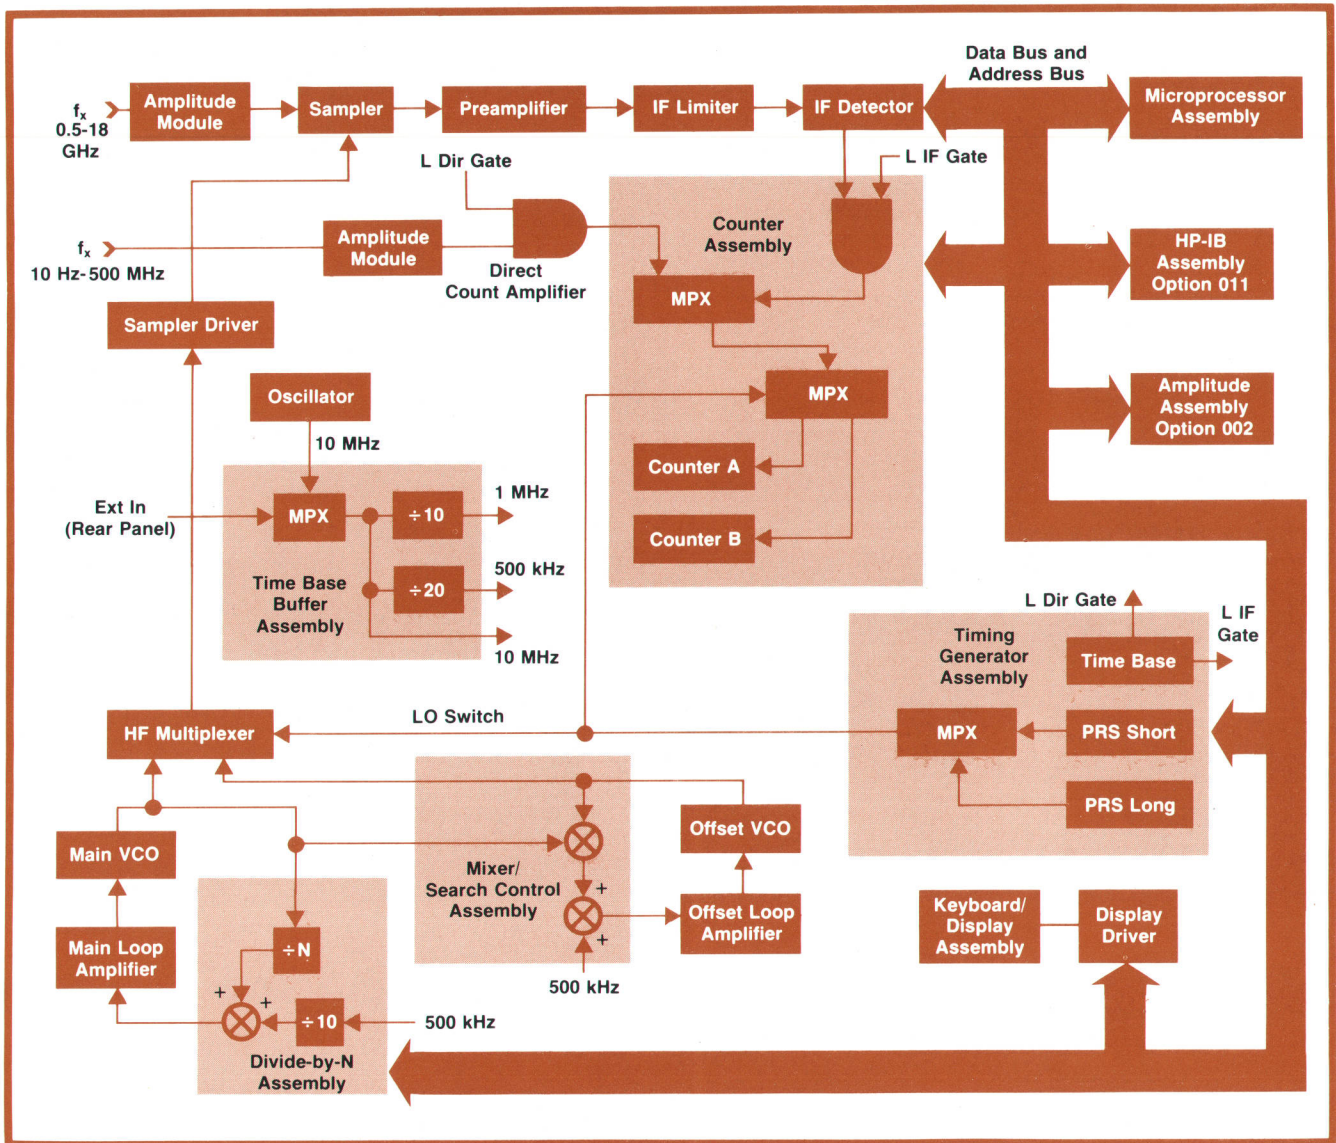 Data Bus and
Address Bus
f_x
0.5-18
GHz
Amplitude
Module
Sampler
Preamplifier
IF Limiter
IF Detector
Microprocessor
Assembly
L Dir Gate
L IF Gate
f_x
10 Hz-500 MHz
Amplitude
Module
Direct
Count Amplifier
Counter
Assembly
MPX
MPX
Counter A
Counter B
HP-IB
Assembly
Option 011
Amplitude
Assembly
Option 002
Sampler Driver
Oscillator
10 MHz
Ext In
(Rear Panel)
MPX
÷10
1 MHz
÷20
500 kHz
10 MHz
Time Base
Buffer
Assembly
L Dir Gate
L IF
Gate
Timing
Generator
Assembly
Time Base
MPX
PRS Short
PRS Long
HF Multiplexer
LO Switch
Main VCO
Main Loop
Amplifier
Mixer/
Search Control
Assembly
+
+
500 kHz
Offset VCO
Offset Loop
Amplifier
÷N
+
+
÷10
500 kHz
Divide-by-N
Assembly
Keyboard/
Display
Assembly
Display
Driver